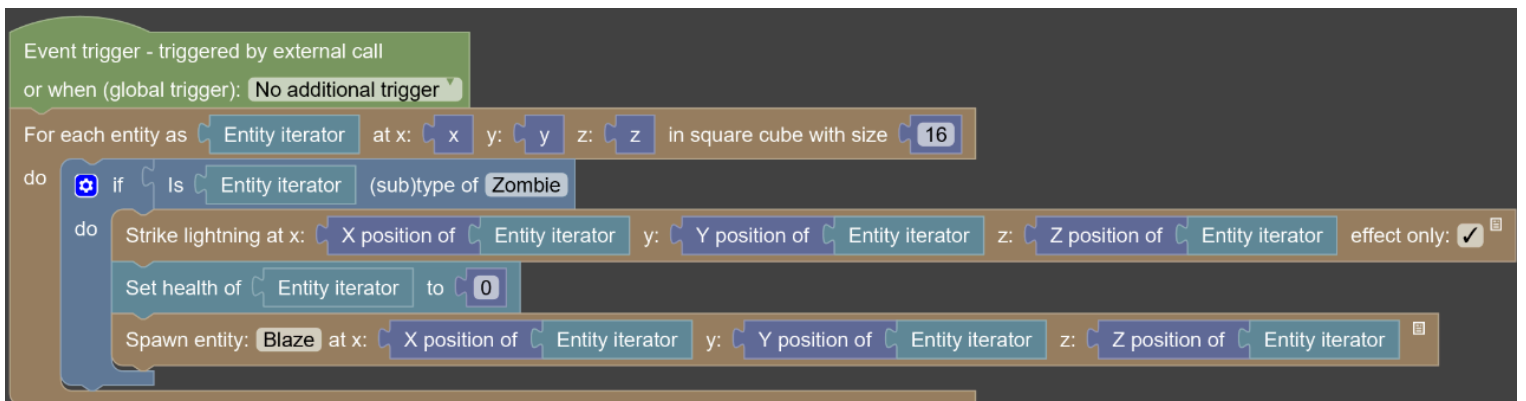 Event trigger - triggered by external call
or when (global trigger): No additional trigger
For each entity as Entity iterator at x: x y: y z: z in square cube with size 16
do if Is Entity iterator (sub)type of Zombie
do Strike lightning at x: X position of Entity iterator y: Y position of Entity iterator z: Z position of Entity iterator effect only: ✓
Set health of Entity iterator to 0
Spawn entity: Blaze at x: X position of Entity iterator y: Y position of Entity iterator z: Z position of Entity iterator